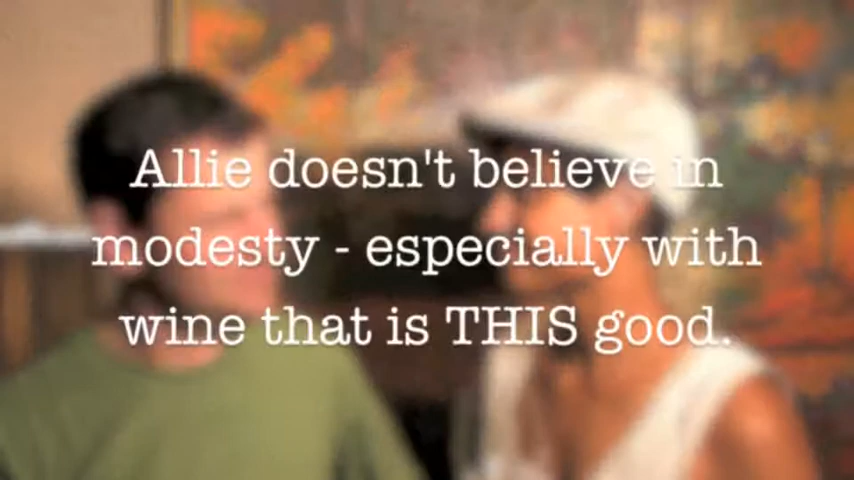 Allie doesn't believe in
modesty - especially with
wine that is THIS good.